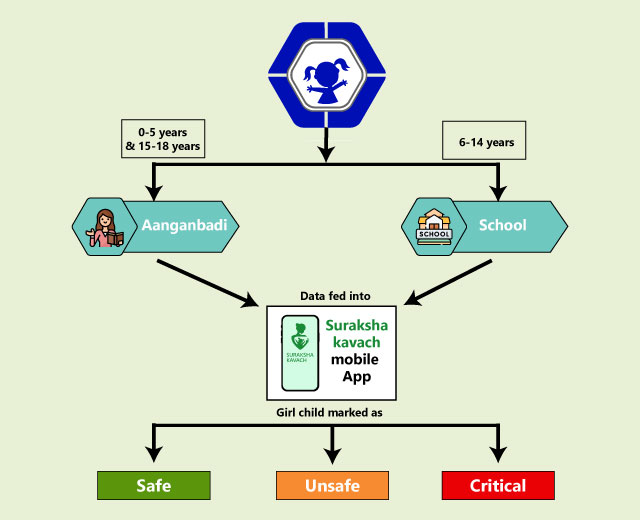 0-5 years
& 15-18 years
6-14 years
Aanganbadi
SCHOOL
School
Data fed into
SURAKSHA
KAVACH
Suraksha
kavach
mobile
App
Girl child marked as
Safe
Unsafe
Critical